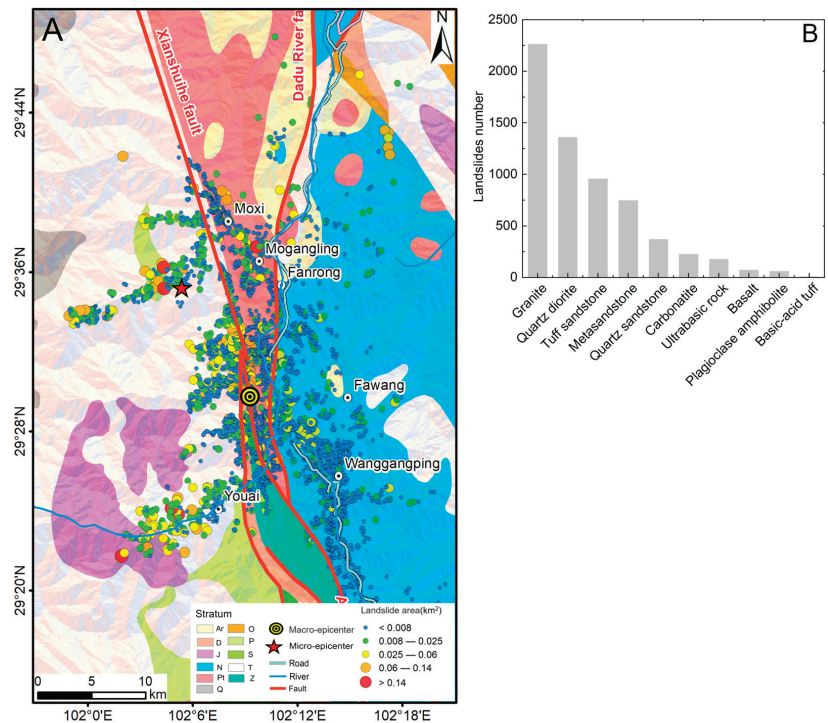 A
N
Xianshuihe fault
Dadu River fa
29°44'N
29°36'N
29°28'N
29°20'N
Moxi
Mogangling
Fanrong
Fawang
Wanggangping
Youai
Stratum
Ar
D
J
N
Pt
Q
O
P
S
T
Z
Macro-epicenter
Micro-epicenter
Road
River
Fault
Landslide area(km²)
< 0.008
0.008 — 0.025
0.025 — 0.06
0.06 — 0.14
> 0.14
0 5 10
km
102°0'E 102°6'E 102°12'E 102°18'E
B
Landslides number
2500
2000
1500
1000
500
0
Granite
Quartz diorite
Tuff sandstone
Metasandstone
Quartz sandstone
Carbonatite
Ultrabasic rock
Basalt
Plagioclase amphibolite
Basic-acid tuff